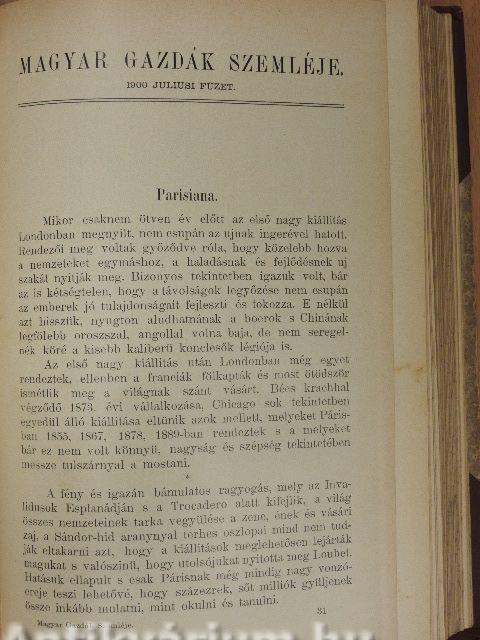 MAGYAR GAZDÁK SZEMLÉJE.
1900 JULIUSI FÜZET.
Parisiana.
Mikor csaknem ötven év előtt az első nagy kiállitás
Londonban megnyilt, nem csupán az ujnak ingerével hatott.
Rendezői meg voltak győződve róla, hogy közelebb hozva
a nemzeteket egymáshoz, a haladásnak és fejlődésnek uj
szakát nyitják meg. Bizonyos tekintetben igazuk volt, bár
az is kétségtelen, hogy a távolságok legyőzése nem csupán
az emberek jó tulajdonságait fejleszti és fokozza. E nélkül
azt hisszük, nyugton aludhatnának a boerok s Chinának
legfölebb oroszszal, angollal volna baja, de nem seregel-
nék köré a kisebb kaliberü konclesők légiója is.
Az első nagy kiállitás után Londonban még egyet
rendeztek, ellenben a franciák fölkapták és most ötödször
ismétlik meg a világnak szánt vásárt. Bécs krachhal
végződő 1873. évi vállalkozása, Chicago sok tekintetben
egyedül álló kiállitása eltünik azok mellett, melyeket Páris-
ban 1855, 1867, 1878, 1889-ban rendeztek s a melyeket
bár ez nem volt könnyü, nagyság és szépség tekintetében
messze tulszárnyal a mostani.
*
A fény és igazán bámulatos ragyogás, mely az Inva-
lidusok Esplanádján s a Trocadero alatt kifejlik, a világ
összes nemzeteinek tarka vegyülése a zene, ének és vásári
zaj, a Sándor-hid aranynyal terhes oszlopai mind nem tud-
ják eltakarni azt, hogy a kiállitások meglehetősen lejárták
magukat s valószinü, hogy utolsójukat nyitotta meg Loubet.
Hatásuk ellapult s csak Párisnak még mindig nagy vonzó-
ereje teszi lehetővé, hogy százezrek, sőt milliók gyüljenek
össze inkább mulatni, mint okulni és tanulni.
Magyar Gazdák Szemléje.
31